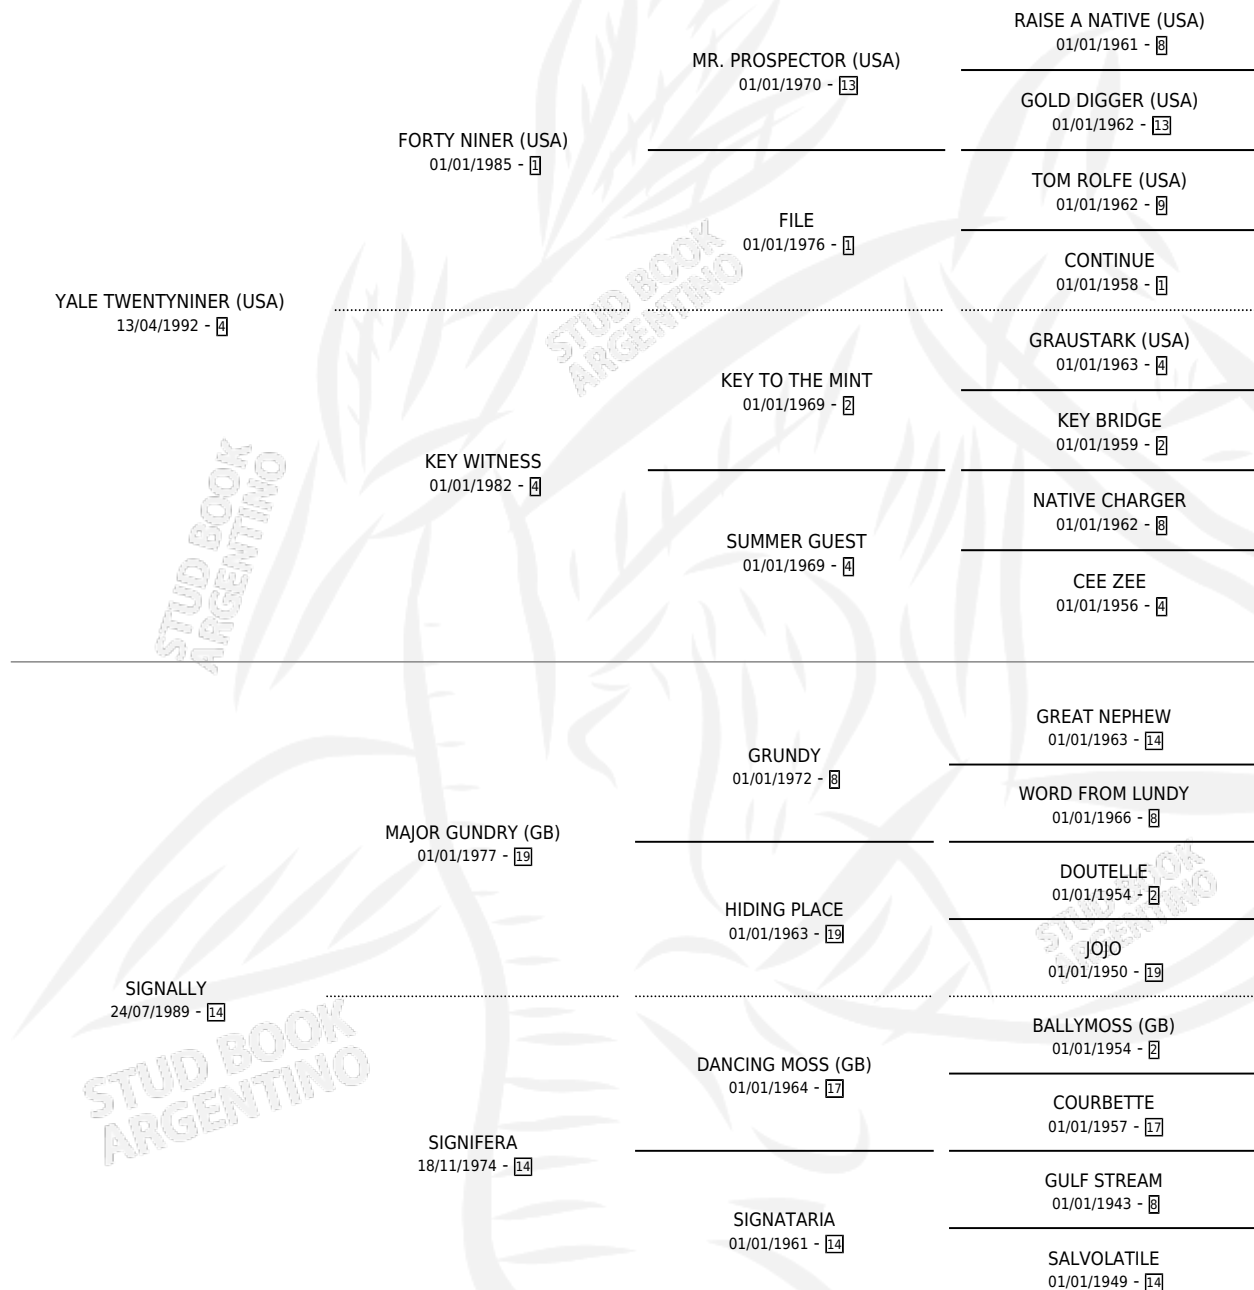 RAISE A NATIVE (USA)
01/01/1961 - 8
MR. PROSPECTOR (USA)
01/01/1970 - 13
GOLD DIGGER (USA)
01/01/1962 - 13
FORTY NINER (USA)
01/01/1985 - 1
TOM ROLFE (USA)
01/01/1962 - 9
FILE
01/01/1976 - 1
CONTINUE
01/01/1958 - 1
YALE TWENTYNINER (USA)
13/04/1992 - 4
GRAUSTARK (USA)
01/01/1963 - 4
KEY TO THE MINT
01/01/1969 - 2
KEY BRIDGE
01/01/1959 - 2
KEY WITNESS
01/01/1982 - 4
NATIVE CHARGER
01/01/1962 - 8
SUMMER GUEST
01/01/1969 - 4
CEE ZEE
01/01/1956 - 4
GREAT NEPHEW
01/01/1963 - 14
GRUNDY
01/01/1972 - 8
WORD FROM LUNDY
01/01/1966 - 8
MAJOR GUNDRY (GB)
01/01/1977 - 19
DOUTELLE
01/01/1954 - 2
HIDING PLACE
01/01/1963 - 19
JOJO
01/01/1950 - 19
SIGNALLY
24/07/1989 - 14
BALLYMOSS (GB)
01/01/1954 - 2
DANCING MOSS (GB)
01/01/1964 - 17
COURBETTE
01/01/1957 - 17
SIGNIFERA
18/11/1974 - 14
GULF STREAM
01/01/1943 - 8
SIGNATARIA
01/01/1961 - 14
SALVOLATILE
01/01/1949 - 14
STUD BOOK
ARGENTINO
STUD BOOK
ARGENTINO
STUD BOOK
ARGENTINO
STUD BOOK
ARGENTINO